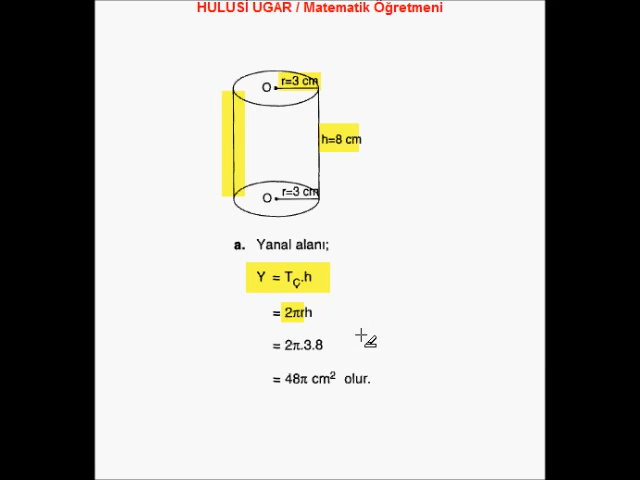 HULUSİ UGAR / Matematik Öğretmeni
O r=3 cm
h=8 cm
O r=3 cm
a. Yanal alanı;
Y = TÇ.h
= 2πrh
= 2π.3.8
= 48π cm² olur.